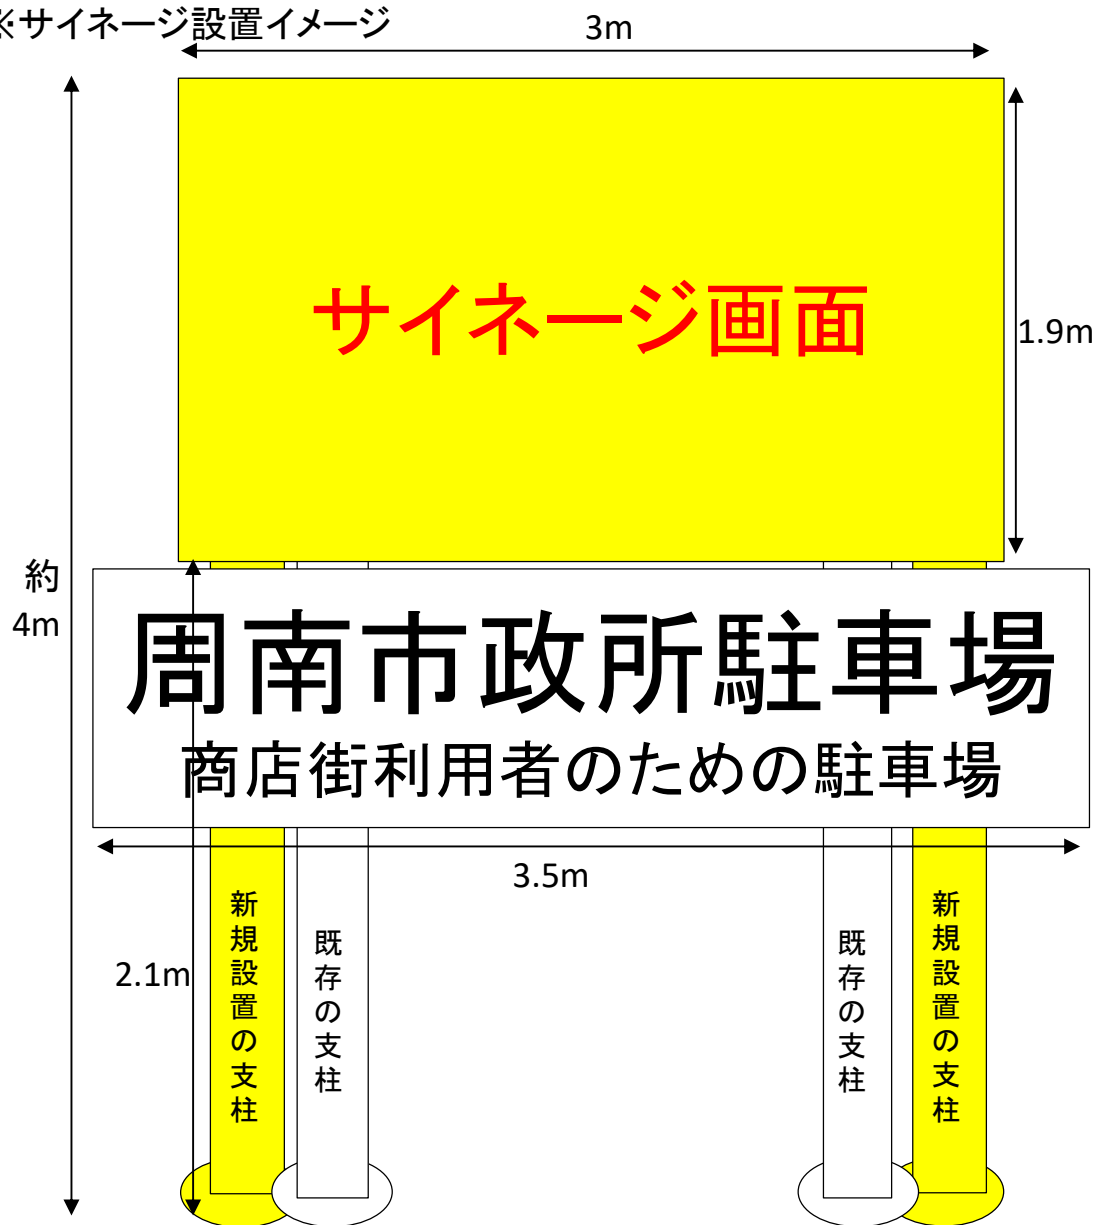 ※サイネージ設置イメージ
3m
サイネージ画面
1.9m
約
4m
周南市政所駐車場
商店街利用者のための駐車場
3.5m
2.1m
新規設置の支柱
既存の支柱
既存の支柱
新規設置の支柱